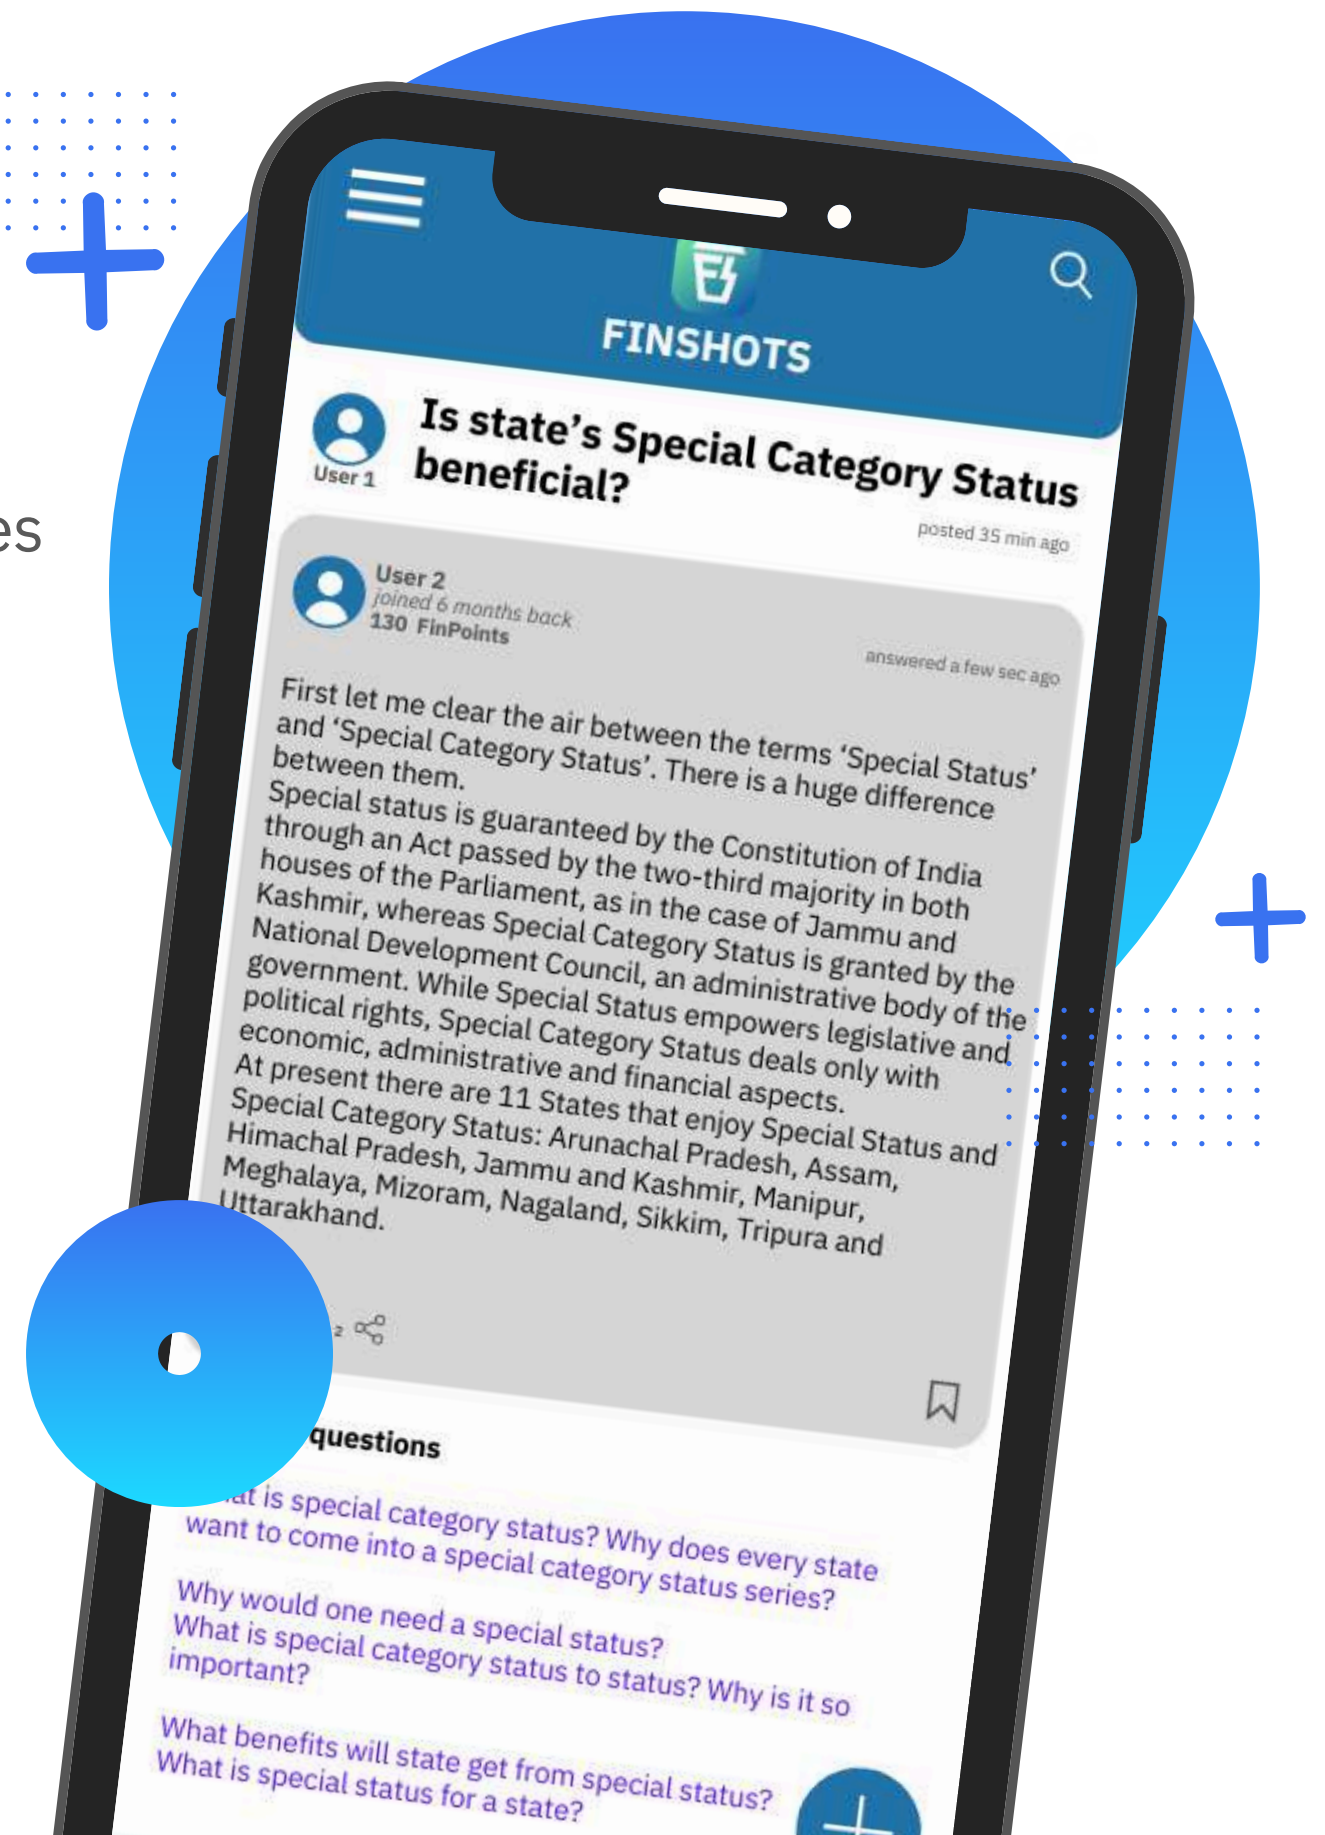 es
FINSHOTS
Is state's Special Category Status
beneficial?
User 1
posted 35 min ago
User 2
joined 6 months back
130 FinPoints
answered a few sec ago
First let me clear the air between the terms ‘Special Status’
and ‘Special Category Status’. There is a huge difference
between them.
Special status is guaranteed by the Constitution of India
through an Act passed by the two-third majority in both
houses of the Parliament, as in the case of Jammu and
Kashmir, whereas Special Category Status is granted by the
National Development Council, an administrative body of the
government. While Special Status empowers legislative and
political rights, Special Category Status deals only with
economic, administrative and financial aspects.
At present there are 11 States that enjoy Special Status and
Special Category Status: Arunachal Pradesh, Assam,
Himachal Pradesh, Jammu and Kashmir, Manipur,
Meghalaya, Mizoram, Nagaland, Sikkim, Tripura and
Uttarakhand.
2
questions
at is special category status? Why does every state
want to come into a special category status series?
Why would one need a special status?
What is special category status to status? Why is it so
important?
What benefits will state get from special status?
What is special status for a state?